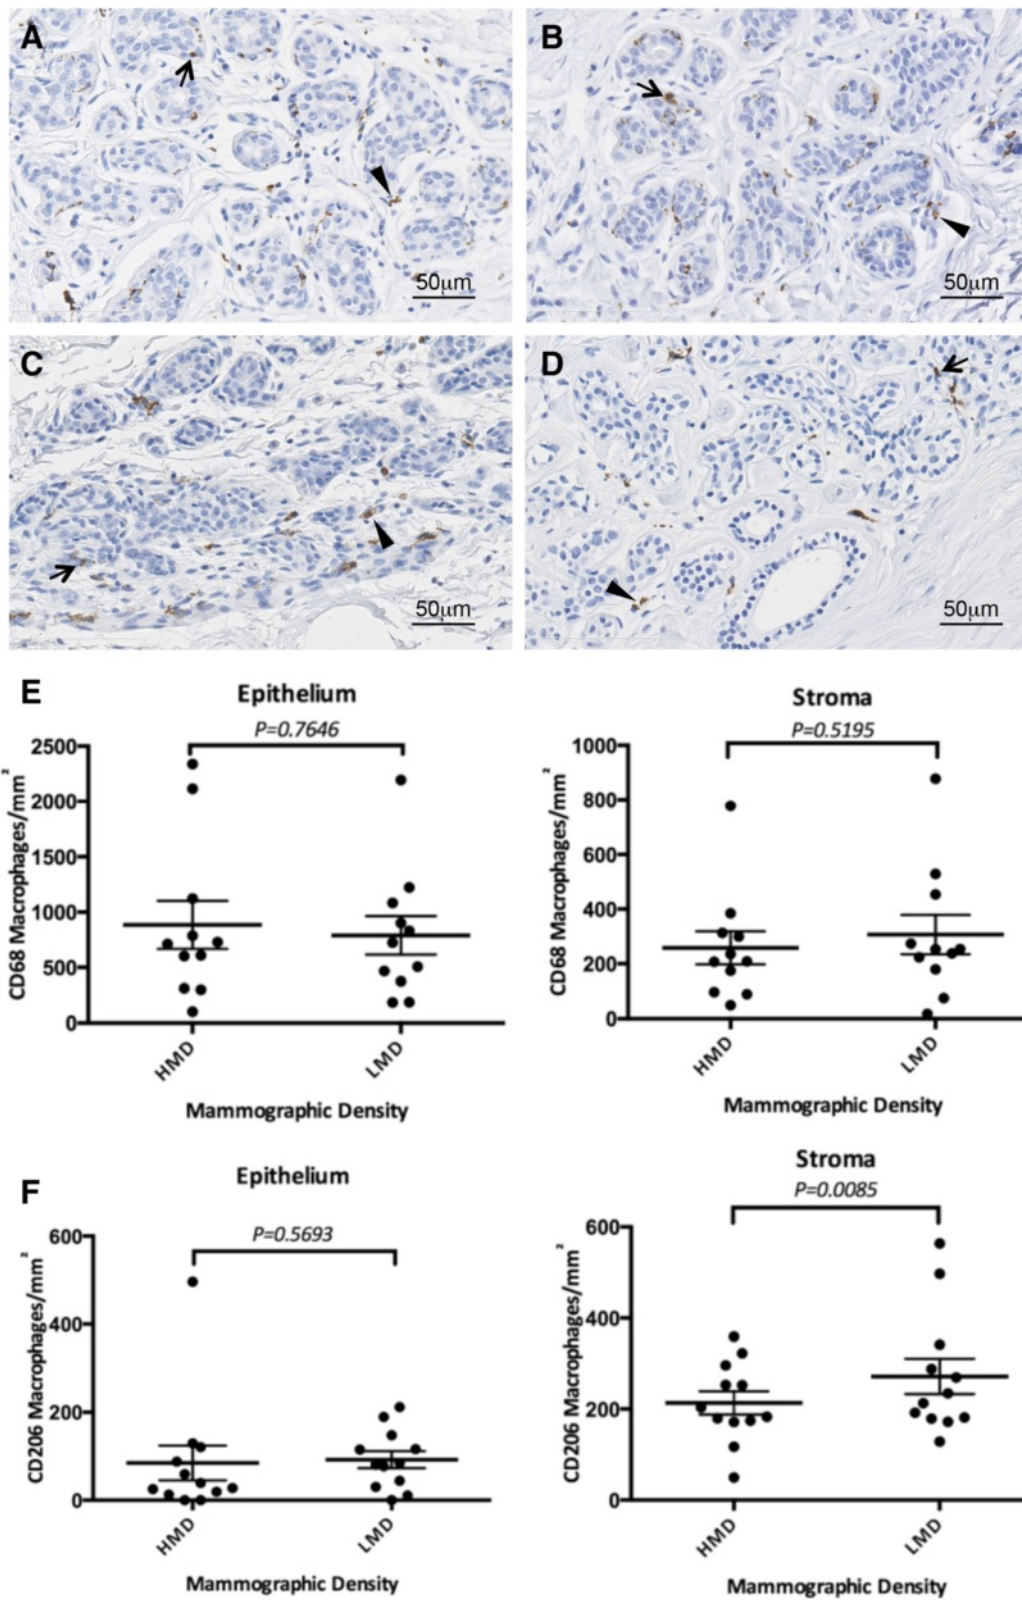 A
50μm
B
50μm
C
50μm
D
50μm
E
Epithelium
P=0.7646
CD68 Macrophages/mm²
2500
2000
1500
1000
500
0
HMD
LMD
Mammographic Density
Stroma
P=0.5195
CD68 Macrophages/mm²
1000
800
600
400
200
0
HMD
LMD
Mammographic Density
F
Epithelium
P=0.5693
CD206 Macrophages/mm²
600
400
200
0
HMD
LMD
Mammographic Density
Stroma
P=0.0085
CD206 Macrophages/mm²
600
400
200
0
HMD
LMD
Mammographic Density